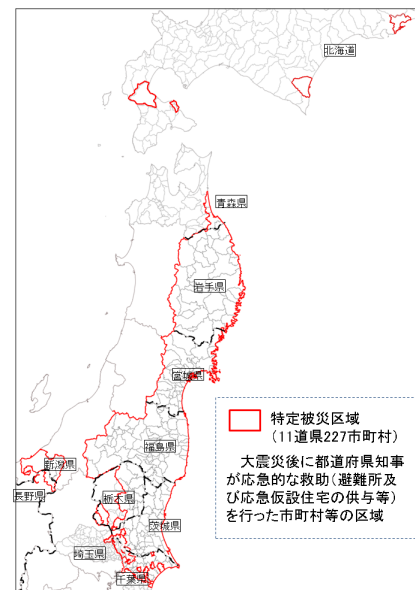 北海道
青森県
岩手県
宮城県
特定被災区域
(11道県227市町村)
大震災後に都道府県知事
が応急的な救助(避難所及
び応急仮設住宅の供与等)
を行った市町村等の区域
福島県
新潟県
長野県
栃木県
茨城県
埼玉県
千葉県